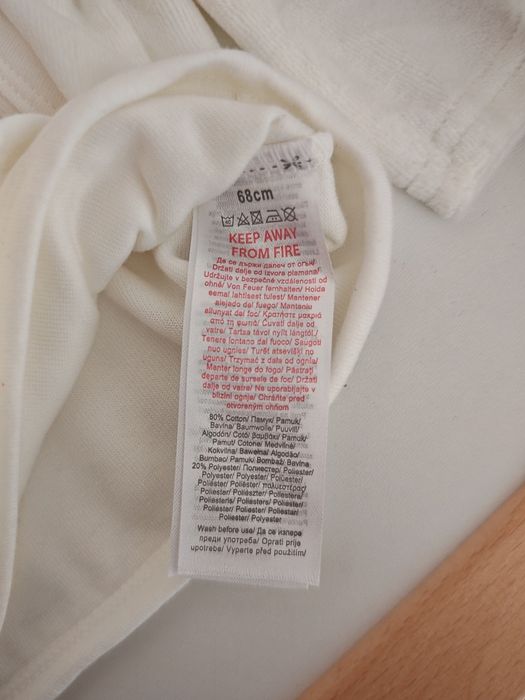 68cm
KEEP AWAY
FROM FIRE
Да се държи далеч от огън/
Držati dalje od izvora plamena/
Udržujte v bezpečné vzdálenosti od
ohně/ Von Feuer fernhalten/ Hoida
eemal lahtisest tulest/ Mantener
alejado del fuego/ Manteniu
allunyat del foc/ Κρατήστε μακριά
από τη φωτιά/ Čuvati dalje od
vatre/ Tartsa távol nyílt lángtól./
Tenere lontano dal fuoco/ Saugoti
nuo ugnies/ Turēt atsevišķi no
uguns/ Trzymać z dala od ognia/
Manter longe do fogo/ Păstrați
departe de sursele de foc/ Držati
dalje od vatre/ Ne uporabljajte v
bližini ognja/ Chráňte pred
otvoreným ohňom
80% Cotton/ Памук/ Pamuk/
Bavlna/ Baumwolle/ Puuvill/
Algodón/ Cotó/ βαμβάκι/ Pamuk/
Pamut/ Cotone/ Medvilnė/
Kokvilna/ Bawełna/ Algodão/
Bumbac/ Pamuk/ Bombaž/ Bavlna
20% Polyester/ Полиестер/ Poliester/
Polyester/ Polyester/ Polüester/
Poliéster/ Polièster/ πολυεστέρας/
Poliester/ Poliészter/ Poliestere/
Poliesteris/ Poliesters/ Poliester/
Poliéster/ Poliester/ Poliester/
Poliester/ Polyester
Wash before use/ Да се изпере
преди употреба/ Oprati prije
upotrebe/ Vyperte před použitím/